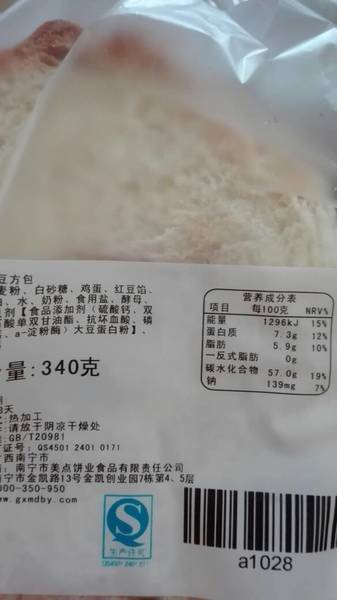 豆方包
麦粉、白砂糖、鸡蛋、红豆馅、
、水、奶粉、食用盐、酵母、
剂【食品添加剂(硫酸钙、双
酸单双甘油酯、抗坏血酸、磷
、a-淀粉酶)大豆蛋白粉】、
量:340克
天
热加工
:请放于阴凉干燥处
:GB/T20981
证号:QS4501 2401 0171
西南宁市
:南宁市美点饼业食品有限责任公司
宁市金凯路13号金凯创业园7栋第4、5层
00-350-950
w.gxmdby.com
营养成分表
项目 每100克 NRV%
能量 1296kJ 15%
蛋白质 7.3g 12%
脂肪 5.9g 10%
—反式脂肪 0g
碳水化合物 57.0g 19%
钠 139mg 7%
QS
生产许可
a1028